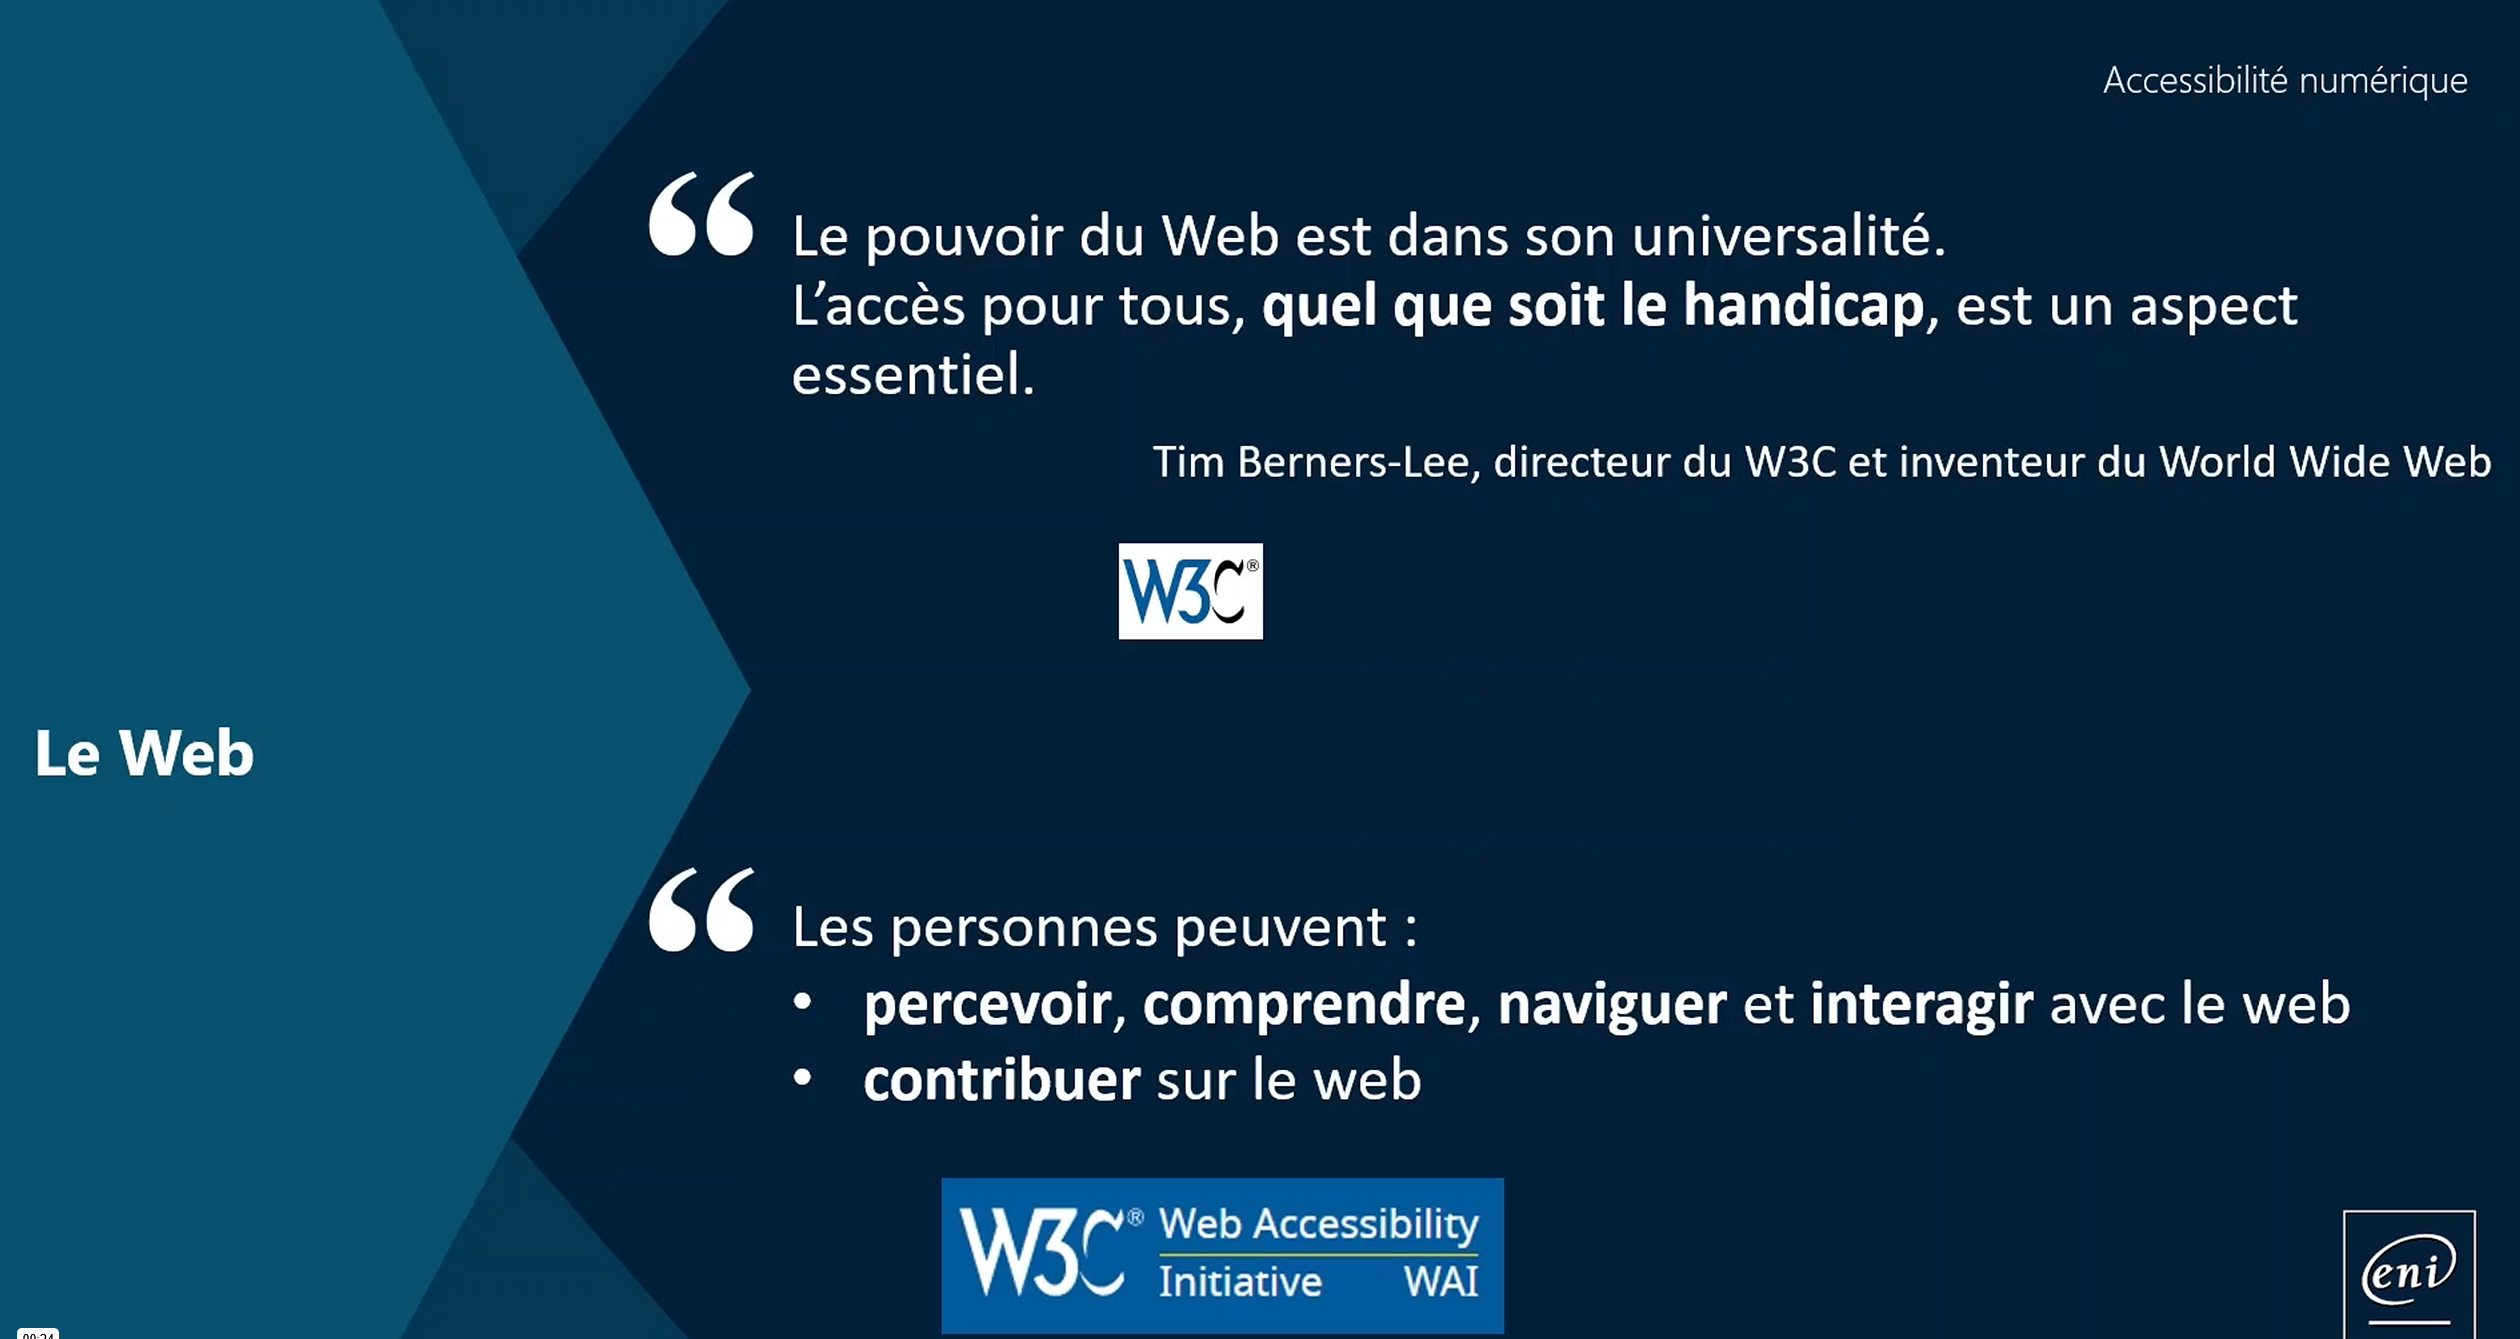 Accessibilité numérique
“ Le pouvoir du Web est dans son universalité.
L’accès pour tous, quel que soit le handicap, est un aspect
essentiel.
Tim Berners-Lee, directeur du W3C et inventeur du World Wide Web
W3C®
Le Web
“ Les personnes peuvent :
• percevoir, comprendre, naviguer et interagir avec le web
• contribuer sur le web
W3C® Web Accessibility
Initiative WAI
eni
00:24